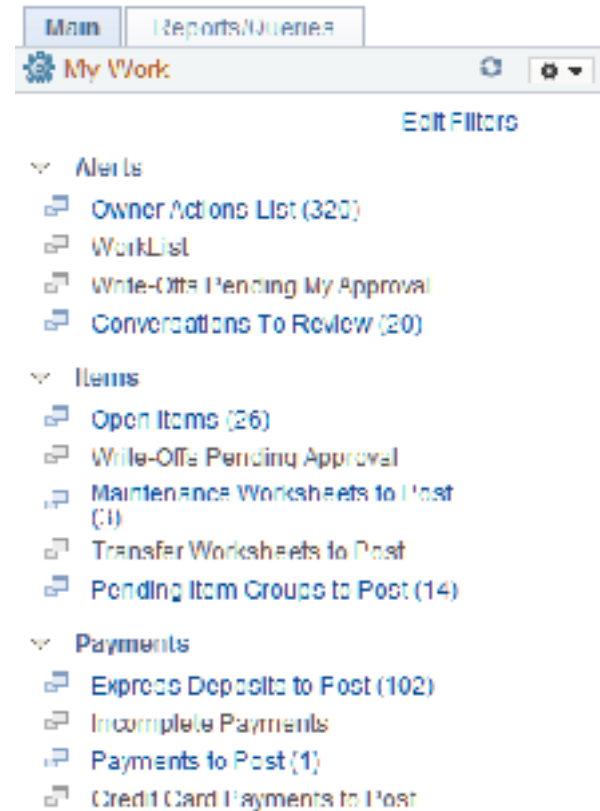 Main Reports/Queries
My Work
Edit Filters
Alerts
Owner Actions List (320)
WorkList
Write-Offs Pending My Approval
Conversations To Review (20)
Items
Open Items (26)
Write-Offs Pending Approval
Maintenance Worksheets to Post
(3)
Transfer Worksheets to Post
Pending Item Groups to Post (14)
Payments
Express Deposits to Post (102)
Incomplete Payments
Payments to Post (1)
Credit Card Payments to Post